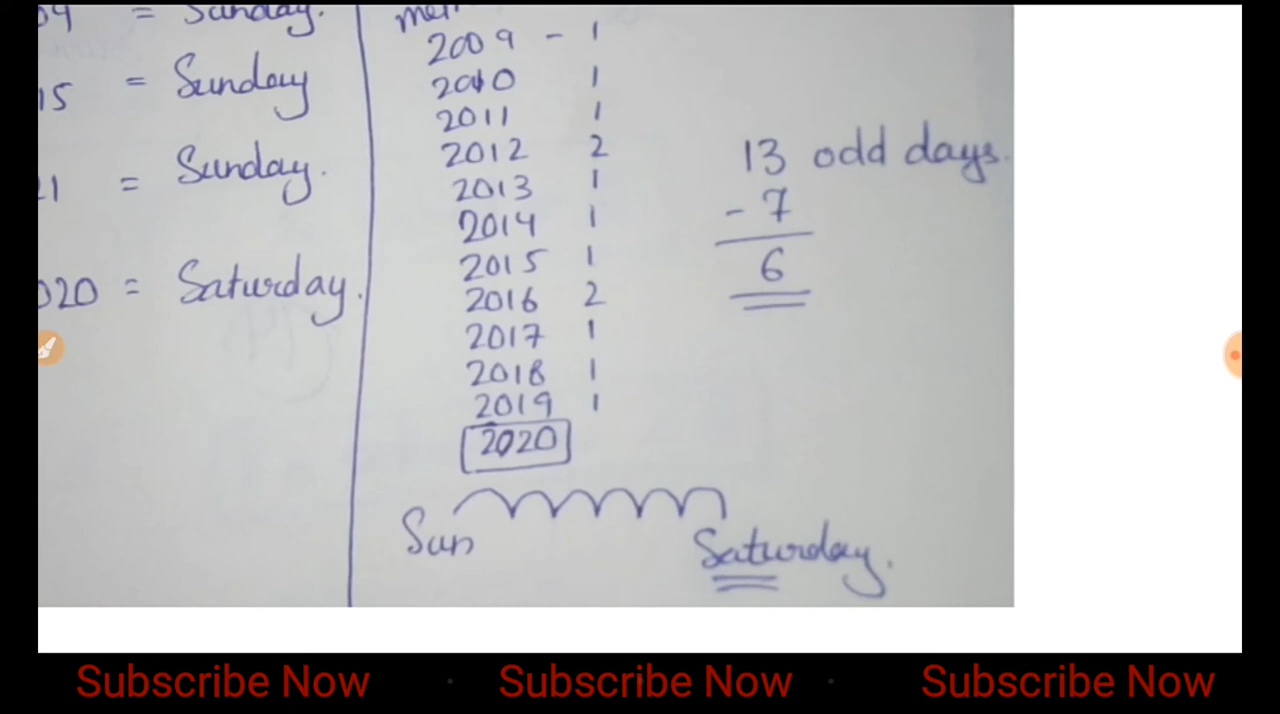 = Sunday.
15 = Sunday
21 = Sunday.
020 = Saturday.
2009 - 1
2010 1
2011 1
2012 2
2013 1
2014 1
2015 1
2016 2
2017 1
2018 1
2019 1
2020
13 odd days.
- 7
6
Sun Saturday.
Subscribe Now · Subscribe Now · Subscribe Now